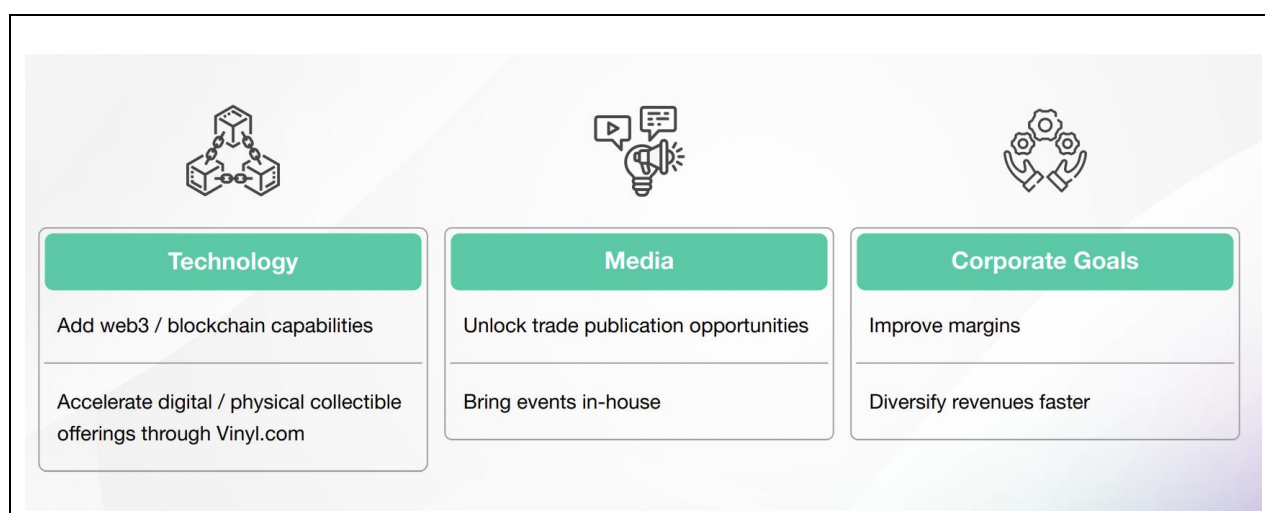 Technology
Add web3 / blockchain capabilities
Accelerate digital / physical collectible
offerings through Vinyl.com
Media
Unlock trade publication opportunities
Bring events in-house
Corporate Goals
Improve margins
Diversify revenues faster